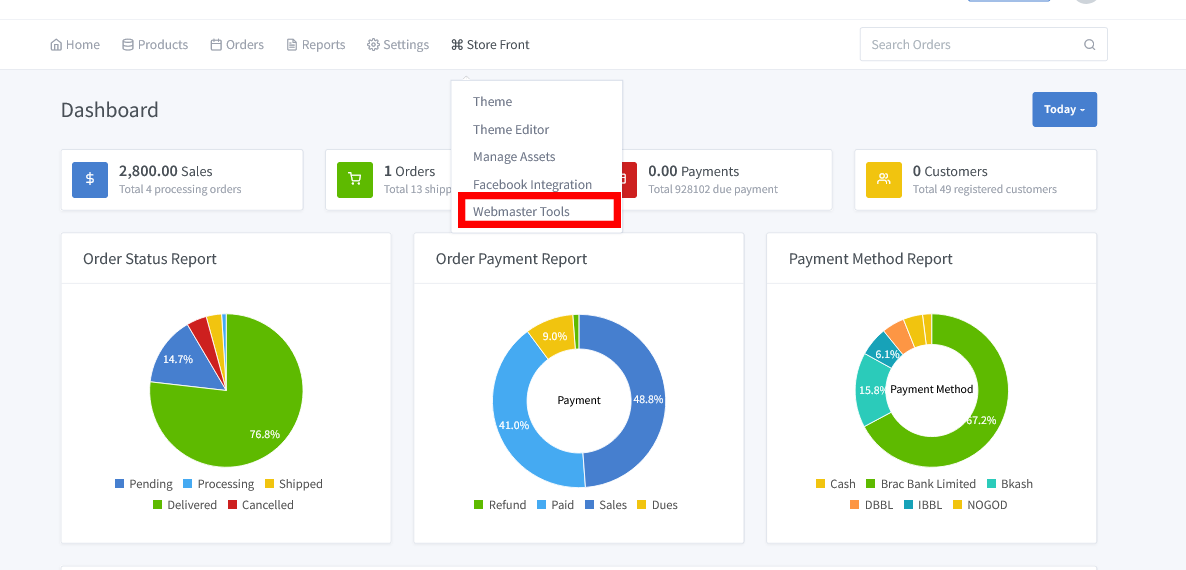 Home Products Orders Reports Settings Store Front
Search Orders
Dashboard
Today
Theme
Theme Editor
Manage Assets
Facebook Integration
Webmaster Tools
2,800.00 Sales
Total 4 processing orders
1 Orders
Total 13 shipp
0.00 Payments
Total 928102 due payment
0 Customers
Total 49 registered customers
Order Status Report
14.7%
76.8%
Pending Processing Shipped
Delivered Cancelled
Order Payment Report
9.0%
48.8%
41.0%
Payment
Refund Paid Sales Dues
Payment Method Report
6.1%
15.8%
67.2%
Payment Method
Cash Brac Bank Limited Bkash
DBBL IBBL NOGOD